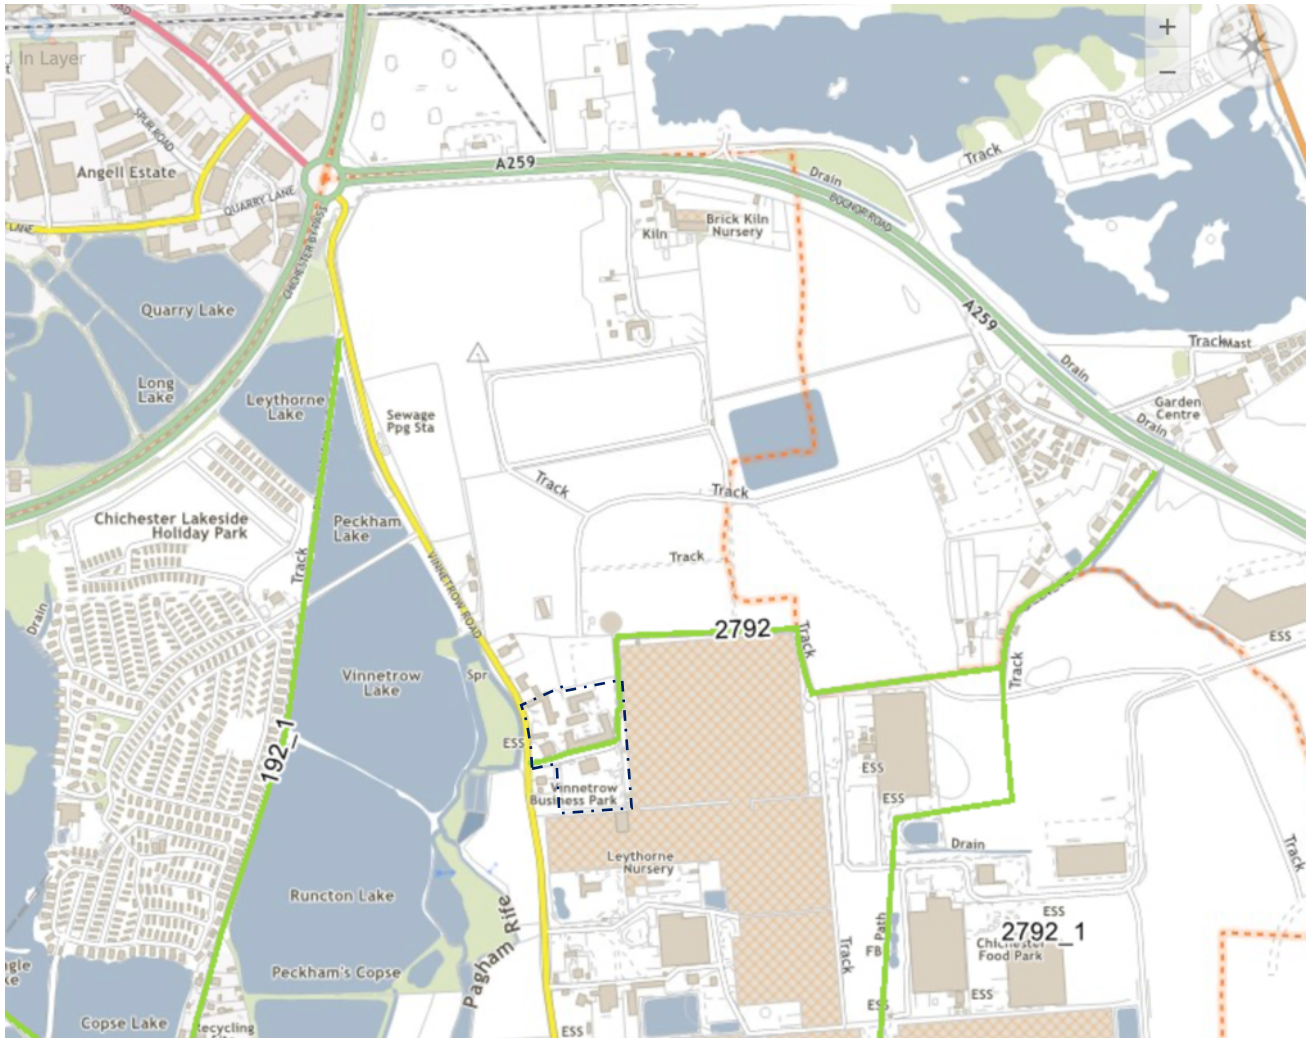 d In Layer
SPUR ROAD
Angell Estate
QUARRY LANE
LANE
CHICHESTER BY-PASS
A259
Track
Drain
BOGNOR ROAD
Brick Kiln
Nursery
Kiln
Quarry Lake
A259
Track
Mast
Drain
Long
Lake
Leythorne
Lake
Sewage
Ppg Sta
Garden
Centre
Drain
Track
Track
Chichester Lakeside
Holiday Park
Peckham
Lake
Track
VINNETROW ROAD
Track
Drain
2792
Track
ESS
Track
Vinnetrow
Lake
Spr
192_1
ESS
ESS
ESS
Vinnetrow
Business Park
Drain
Leythorne
Nursery
Track
Runcton Lake
Pagham Rife
Path
FB
Track
ESS
2792_1
Chichester
Food Park
Peckham's Copse
ESS
ESS
Copse Lake
Recycling
ESS